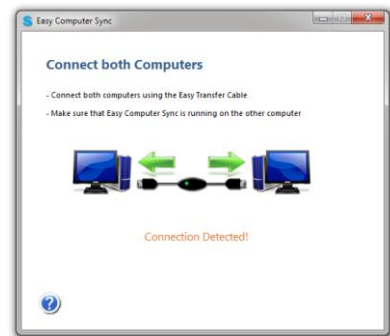 Easy Computer Sync
Connect both Computers
- Connect both computers using the Easy Transfer Cable
- Make sure that Easy Computer Sync is running on the other computer
Connection Detected!
?